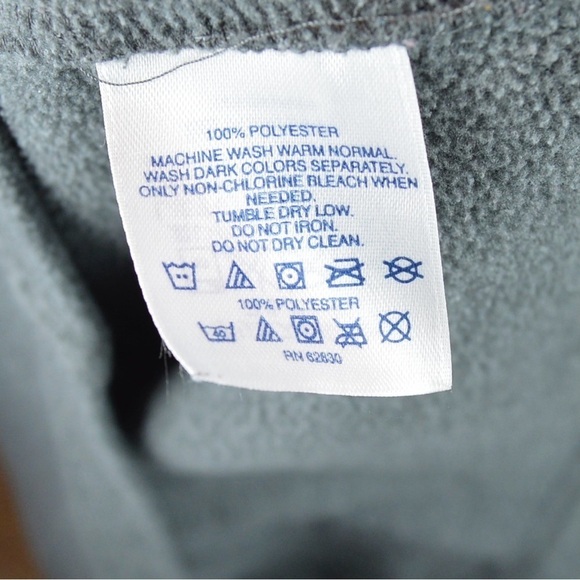 100% POLYESTER
MACHINE WASH WARM NORMAL.
WASH DARK COLORS SEPARATELY.
ONLY NON-CHLORINE BLEACH WHEN
NEEDED.
TUMBLE DRY LOW.
DO NOT IRON.
DO NOT DRY CLEAN.
100% POLYESTER
40
RN 62830